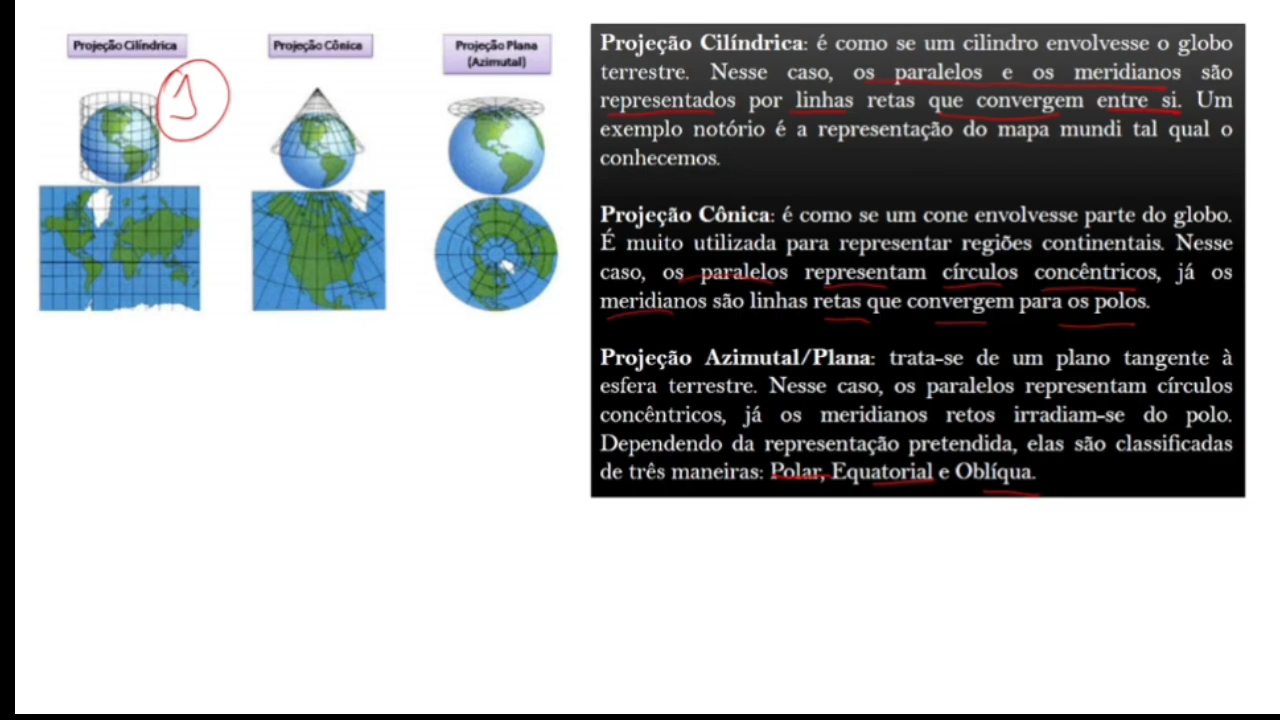 Projeção Cilíndrica
Projeção Cônica
Projeção Plana
(Azimutal)
1
Projeção Cilíndrica: é como se um cilindro envolvesse o globo
terrestre. Nesse caso, os paralelos e os meridianos são
representados por linhas retas que convergem entre si. Um
exemplo notório é a representação do mapa mundi tal qual o
conhecemos.
Projeção Cônica: é como se um cone envolvesse parte do globo.
É muito utilizada para representar regiões continentais. Nesse
caso, os paralelos representam círculos concêntricos, já os
meridianos são linhas retas que convergem para os polos.
Projeção Azimutal/Plana: trata-se de um plano tangente à
esfera terrestre. Nesse caso, os paralelos representam círculos
concêntricos, já os meridianos retos irradiam-se do polo.
Dependendo da representação pretendida, elas são classificadas
de três maneiras: Polar, Equatorial e Oblíqua.